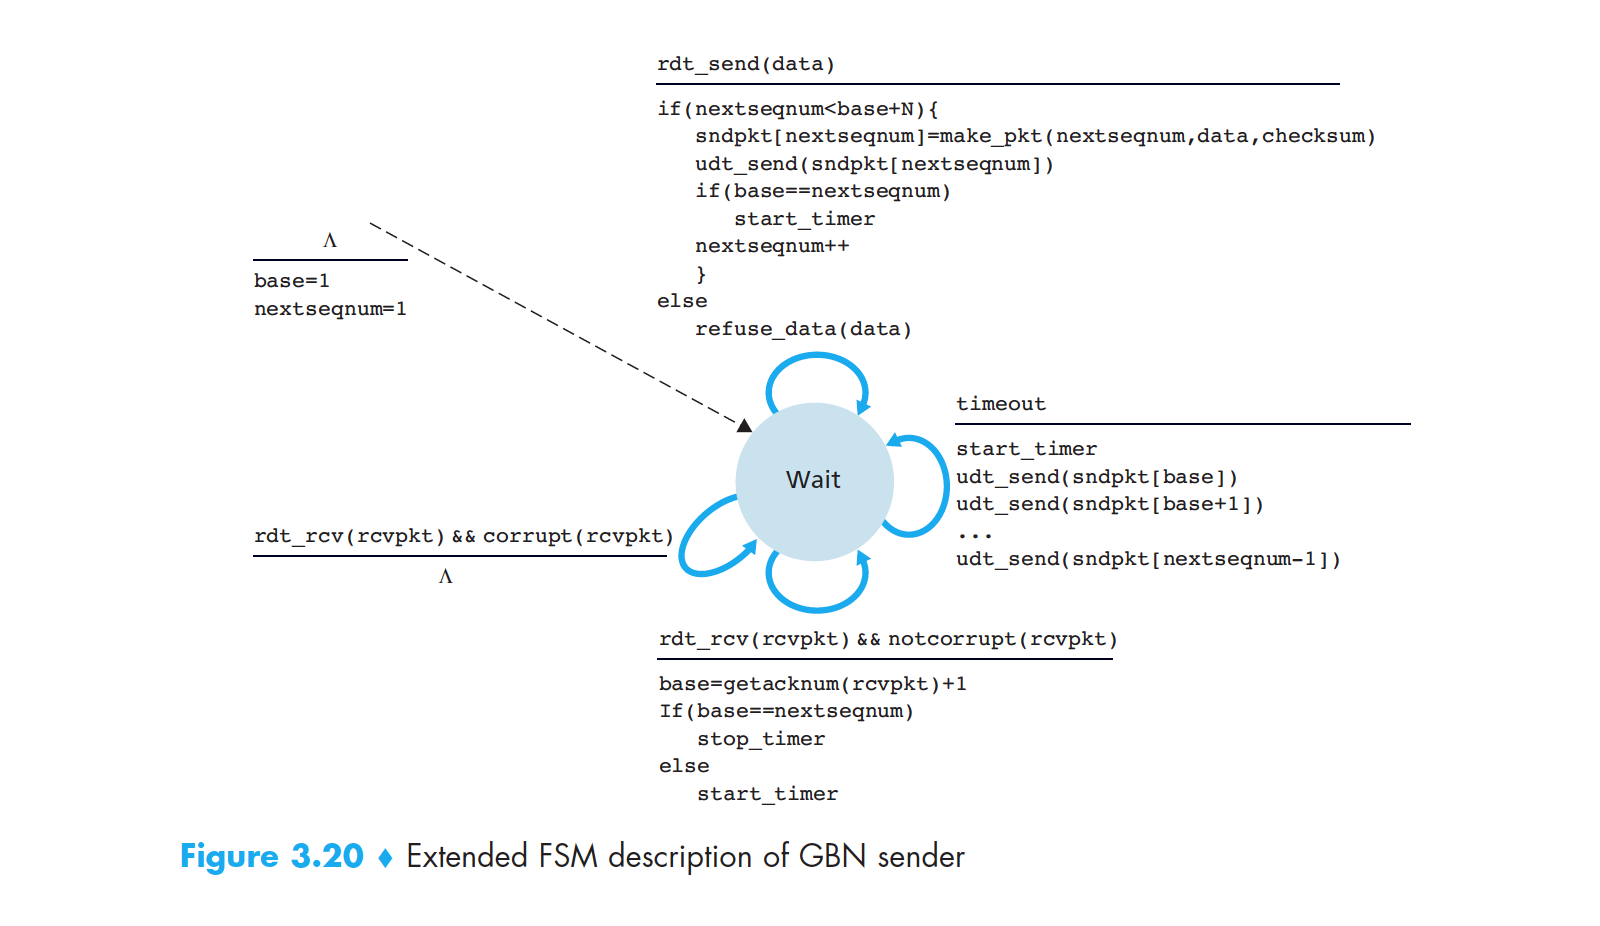 rdt_send(data)
if(nextseqnum<base+N){
sndpkt[nextseqnum]=make_pkt(nextseqnum,data,checksum)
udt_send(sndpkt[nextseqnum])
if(base==nextseqnum)
start_timer
nextseqnum++
}
else
refuse_data(data)
Λ
base=1
nextseqnum=1
timeout
start_timer
udt_send(sndpkt[base])
udt_send(sndpkt[base+1])
...
udt_send(sndpkt[nextseqnum-1])
Wait
rdt_rcv(rcvpkt) && corrupt(rcvpkt)
Λ
rdt_rcv(rcvpkt) && notcorrupt(rcvpkt)
base=getacknum(rcvpkt)+1
If(base==nextseqnum)
stop_timer
else
start_timer
Figure 3.20 ♦ Extended FSM description of GBN sender